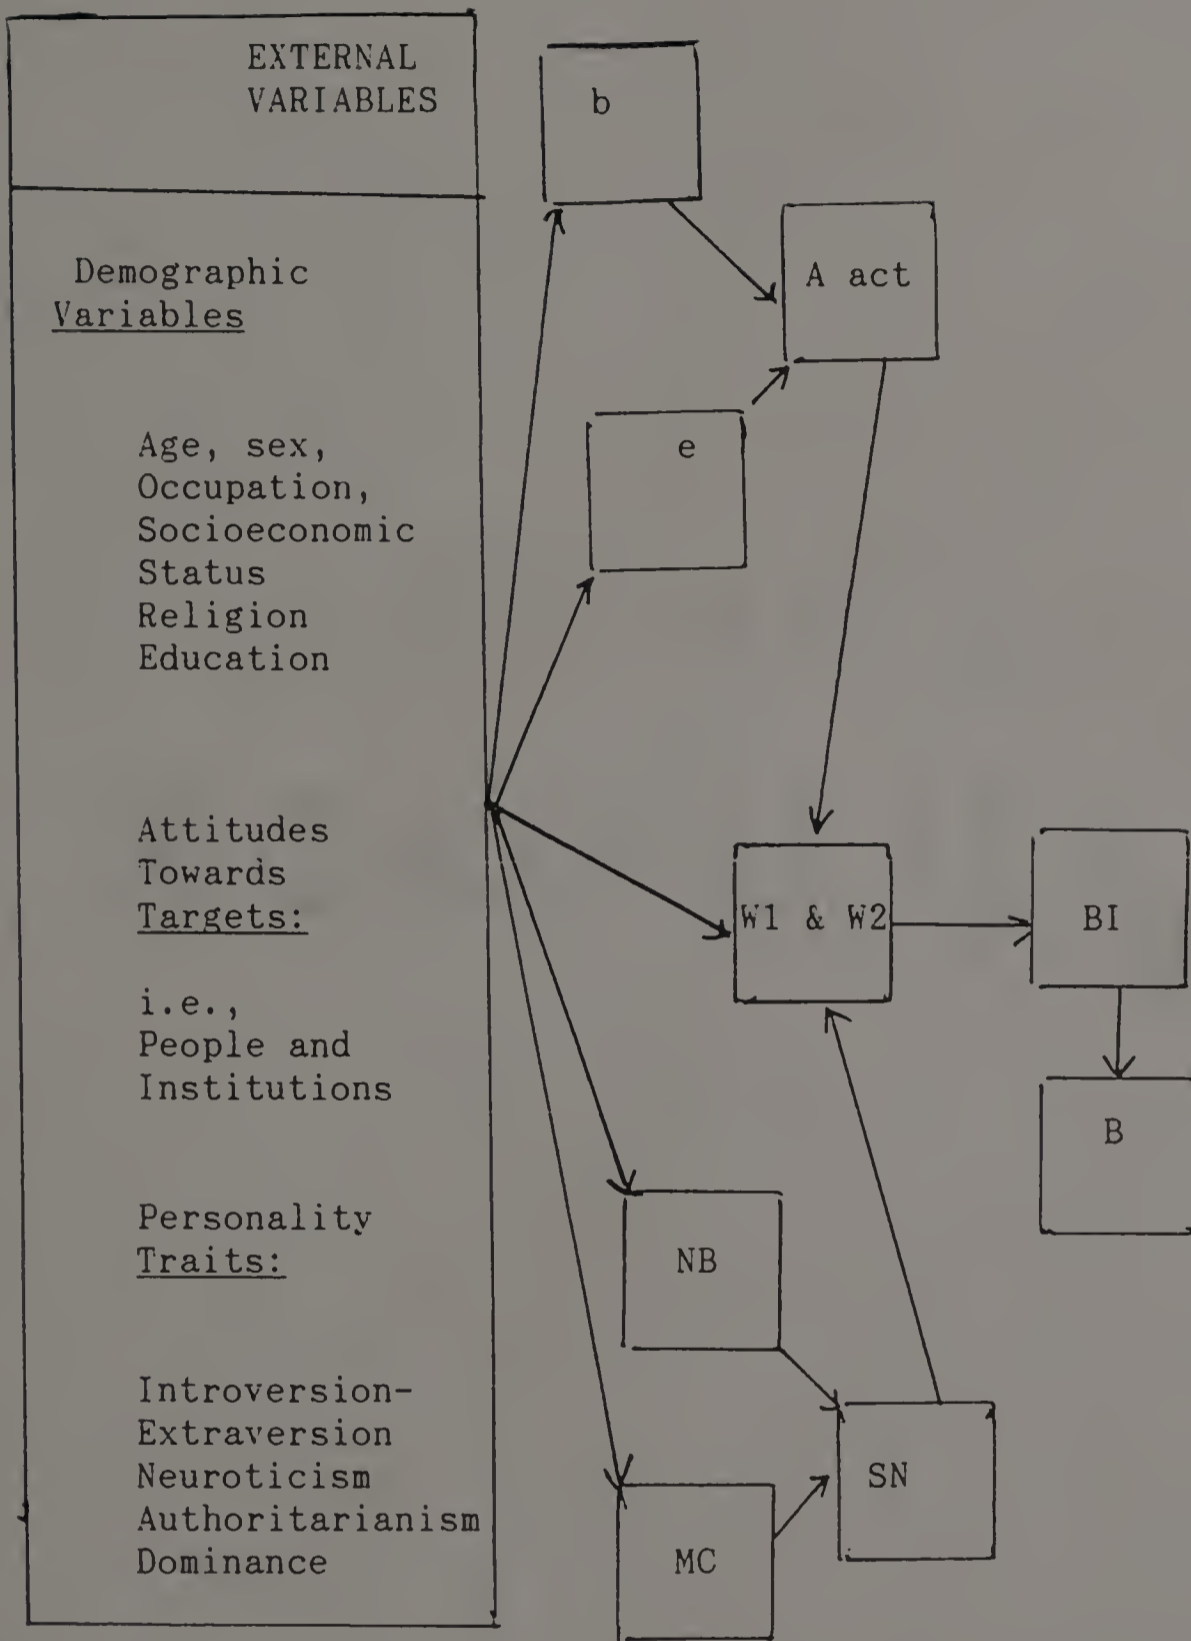 EXTERNAL
VARIABLES
Demographic
Variables
Age, sex,
Occupation,
Socioeconomic
Status
Religion
Education
Attitudes
Towards
Targets:
i.e.,
People and
Institutions
Personality
Traits:
Introversion-
Extraversion
Neuroticism
Authoritarianism
Dominance
b
A act
e
W1 & W2
BI
B
NB
SN
MC